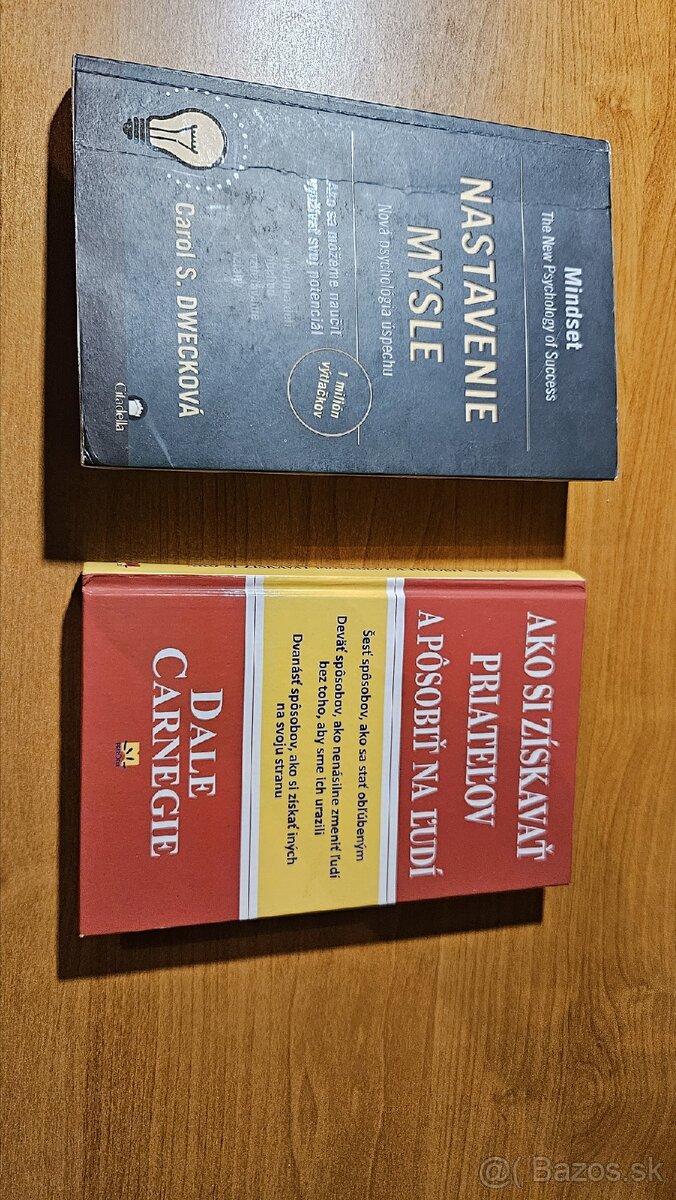 Mindset
The New Psychology of Success
NASTAVENIE
MYSLE
Nová psychológia úspechu
Ako sa môžeme naučiť
využívať svoj potenciál
1 milión
výtlačkov
Carol S. DWECKOVÁ
Citadella
AKO SI ZÍSKAVAŤ
PRIATEĽOV
A PÔSOBIŤ NA ĽUDÍ
Šesť spôsobov, ako sa stať obľúbeným
Deväť spôsobov, ako nenásilne zmeniť ľudí
bez toho, aby sme ich urazili
Dvanásť spôsobov, ako si získať iných
na svoju stranu
DALE
CARNEGIE
@( Bazos.sk